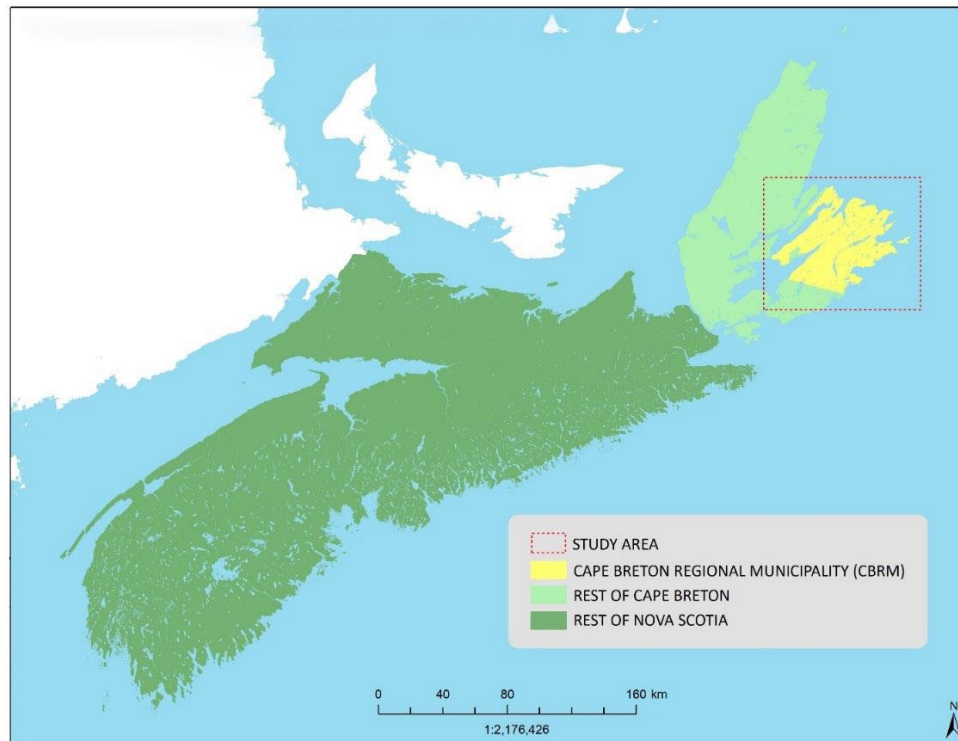 STUDY AREA
CAPE BRETON REGIONAL MUNICIPALITY (CBRM)
REST OF CAPE BRETON
REST OF NOVA SCOTIA
0 40 80 160 km
1:2,176,426
N